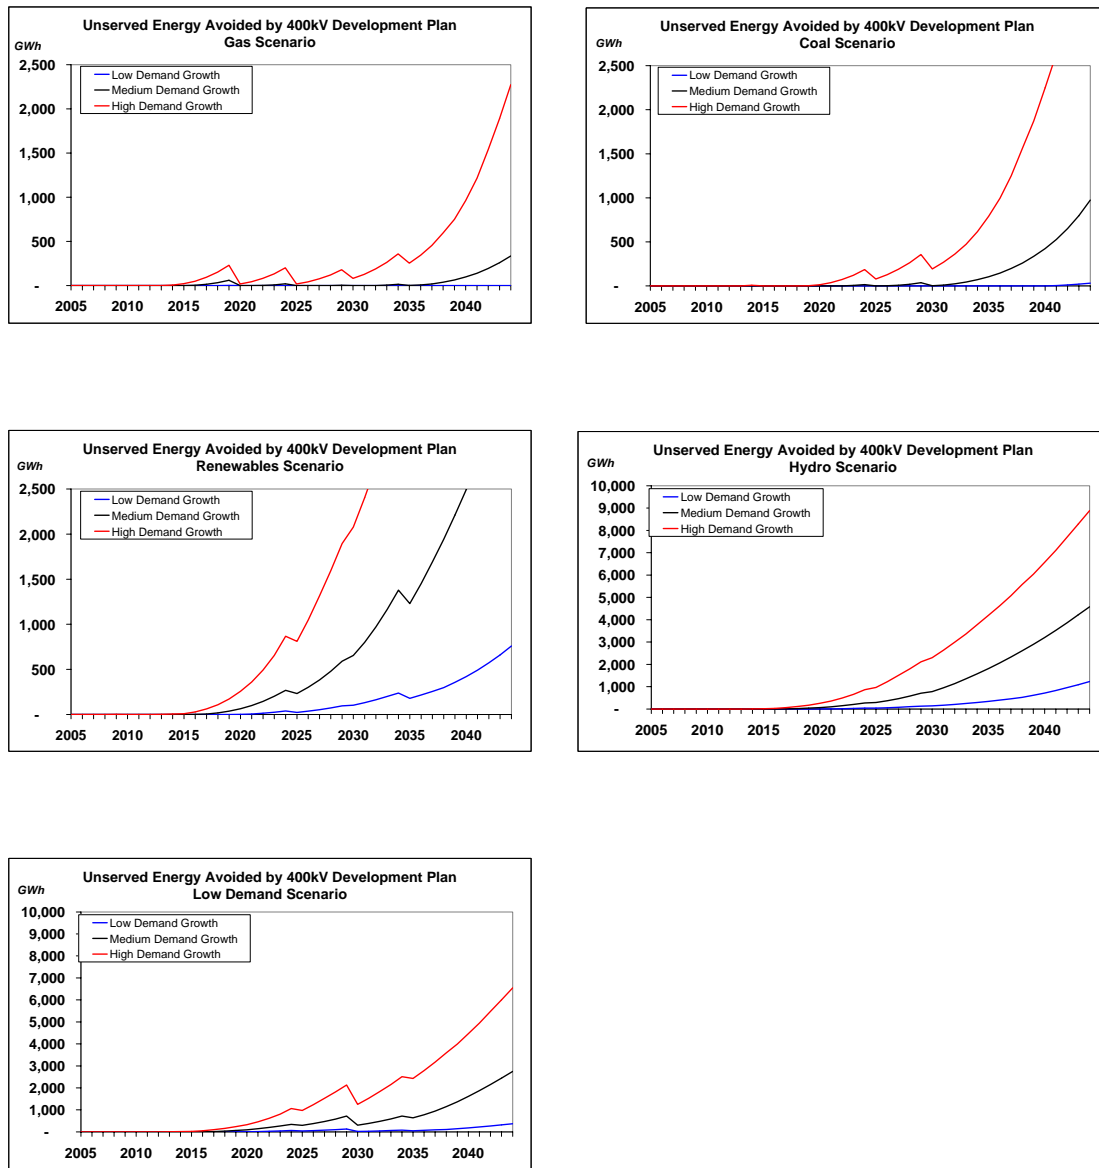 Unserved Energy Avoided by 400kV Development Plan
Gas Scenario
GWh
2,500
2,000
1,500
1,000
500
-
Low Demand Growth
Medium Demand Growth
High Demand Growth
2005 2010 2015 2020 2025 2030 2035 2040
Unserved Energy Avoided by 400kV Development Plan
Coal Scenario
GWh
2,500
2,000
1,500
1,000
500
-
Low Demand Growth
Medium Demand Growth
High Demand Growth
2005 2010 2015 2020 2025 2030 2035 2040
Unserved Energy Avoided by 400kV Development Plan
Renewables Scenario
GWh
2,500
2,000
1,500
1,000
500
-
Low Demand Growth
Medium Demand Growth
High Demand Growth
2005 2010 2015 2020 2025 2030 2035 2040
Unserved Energy Avoided by 400kV Development Plan
Hydro Scenario
GWh
10,000
9,000
8,000
7,000
6,000
5,000
4,000
3,000
2,000
1,000
-
Low Demand Growth
Medium Demand Growth
High Demand Growth
2005 2010 2015 2020 2025 2030 2035 2040
Unserved Energy Avoided by 400kV Development Plan
Low Demand Scenario
GWh
10,000
9,000
8,000
7,000
6,000
5,000
4,000
3,000
2,000
1,000
-
Low Demand Growth
Medium Demand Growth
High Demand Growth
2005 2010 2015 2020 2025 2030 2035 2040